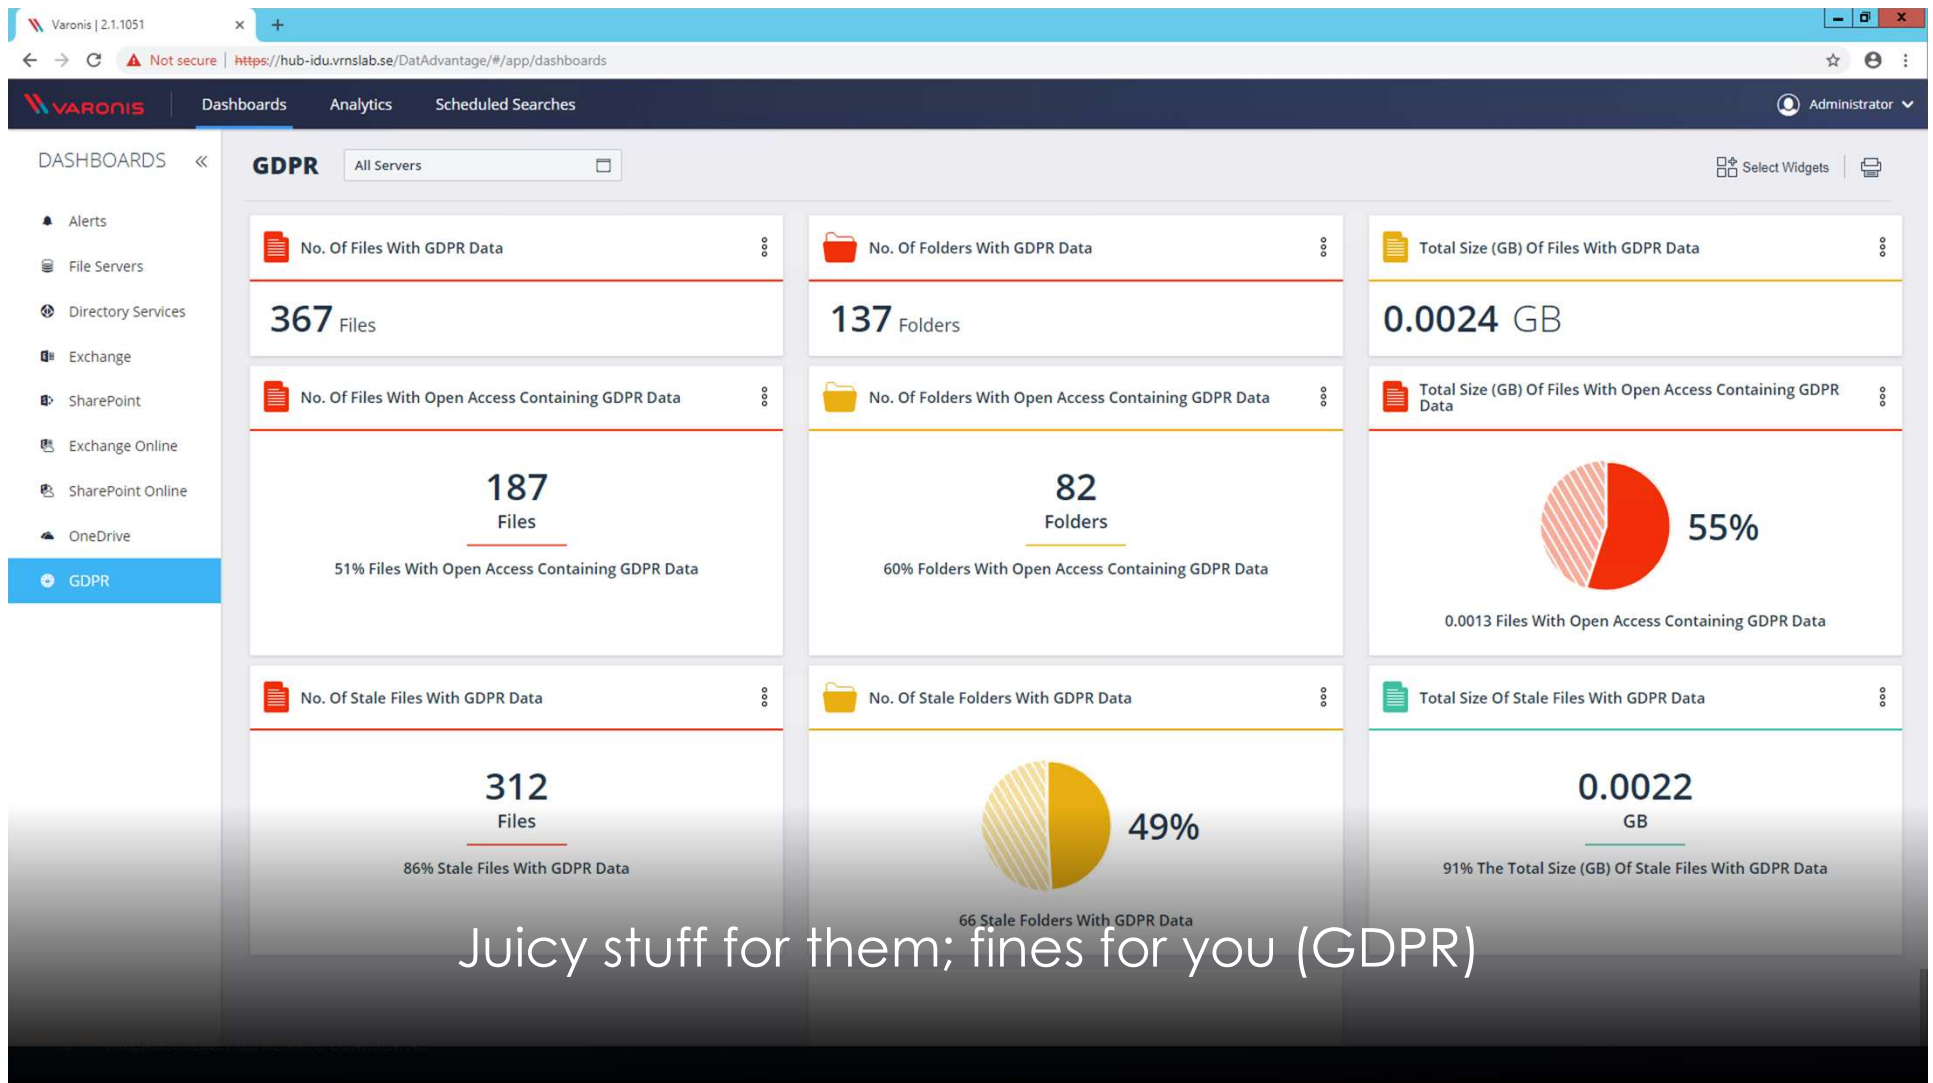 Varonis | 2.1.1051
Not secure | https://hub-idu.vrnslab.se/DatAdvantage/#/app/dashboards
VARONIS
Dashboards
Analytics
Scheduled Searches
Administrator
DASHBOARDS «
Alerts
File Servers
Directory Services
Exchange
SharePoint
Exchange Online
SharePoint Online
OneDrive
GDPR
GDPR
All Servers
Select Widgets
No. Of Files With GDPR Data
367 Files
No. Of Folders With GDPR Data
137 Folders
Total Size (GB) Of Files With GDPR Data
0.0024 GB
No. Of Files With Open Access Containing GDPR Data
187
Files
51% Files With Open Access Containing GDPR Data
No. Of Folders With Open Access Containing GDPR Data
82
Folders
60% Folders With Open Access Containing GDPR Data
Total Size (GB) Of Files With Open Access Containing GDPR
Data
55%
0.0013 Files With Open Access Containing GDPR Data
No. Of Stale Files With GDPR Data
312
Files
86% Stale Files With GDPR Data
No. Of Stale Folders With GDPR Data
49%
66 Stale Folders With GDPR Data
Total Size Of Stale Files With GDPR Data
0.0022
GB
91% The Total Size (GB) Of Stale Files With GDPR Data
Juicy stuff for them; fines for you (GDPR)